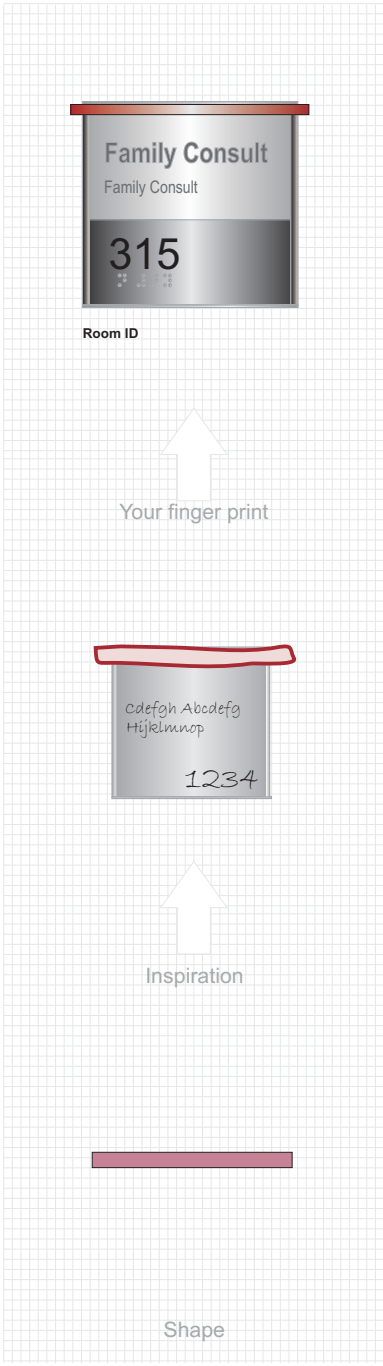 Family Consult
Family Consult
315
Room ID
Your finger print
Cdefgh Abcdefg
Hijklmnop
1234
Inspiration
Shape